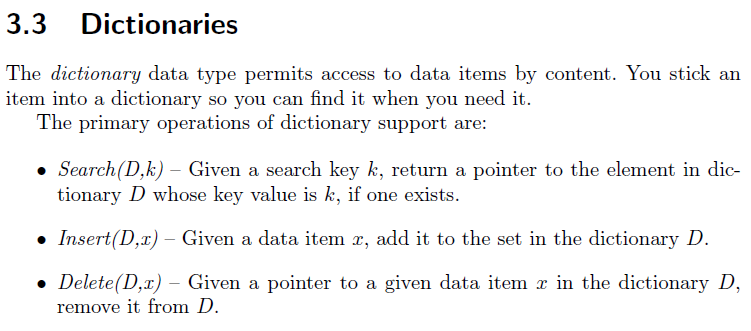 3.3 Dictionaries
The dictionary data type permits access to data items by content. You stick an
item into a dictionary so you can find it when you need it.
The primary operations of dictionary support are:
• Search(D,k) – Given a search key k, return a pointer to the element in dic-
tionary D whose key value is k, if one exists.
• Insert(D,x) – Given a data item x, add it to the set in the dictionary D.
• Delete(D,x) – Given a pointer to a given data item x in the dictionary D,
remove it from D.